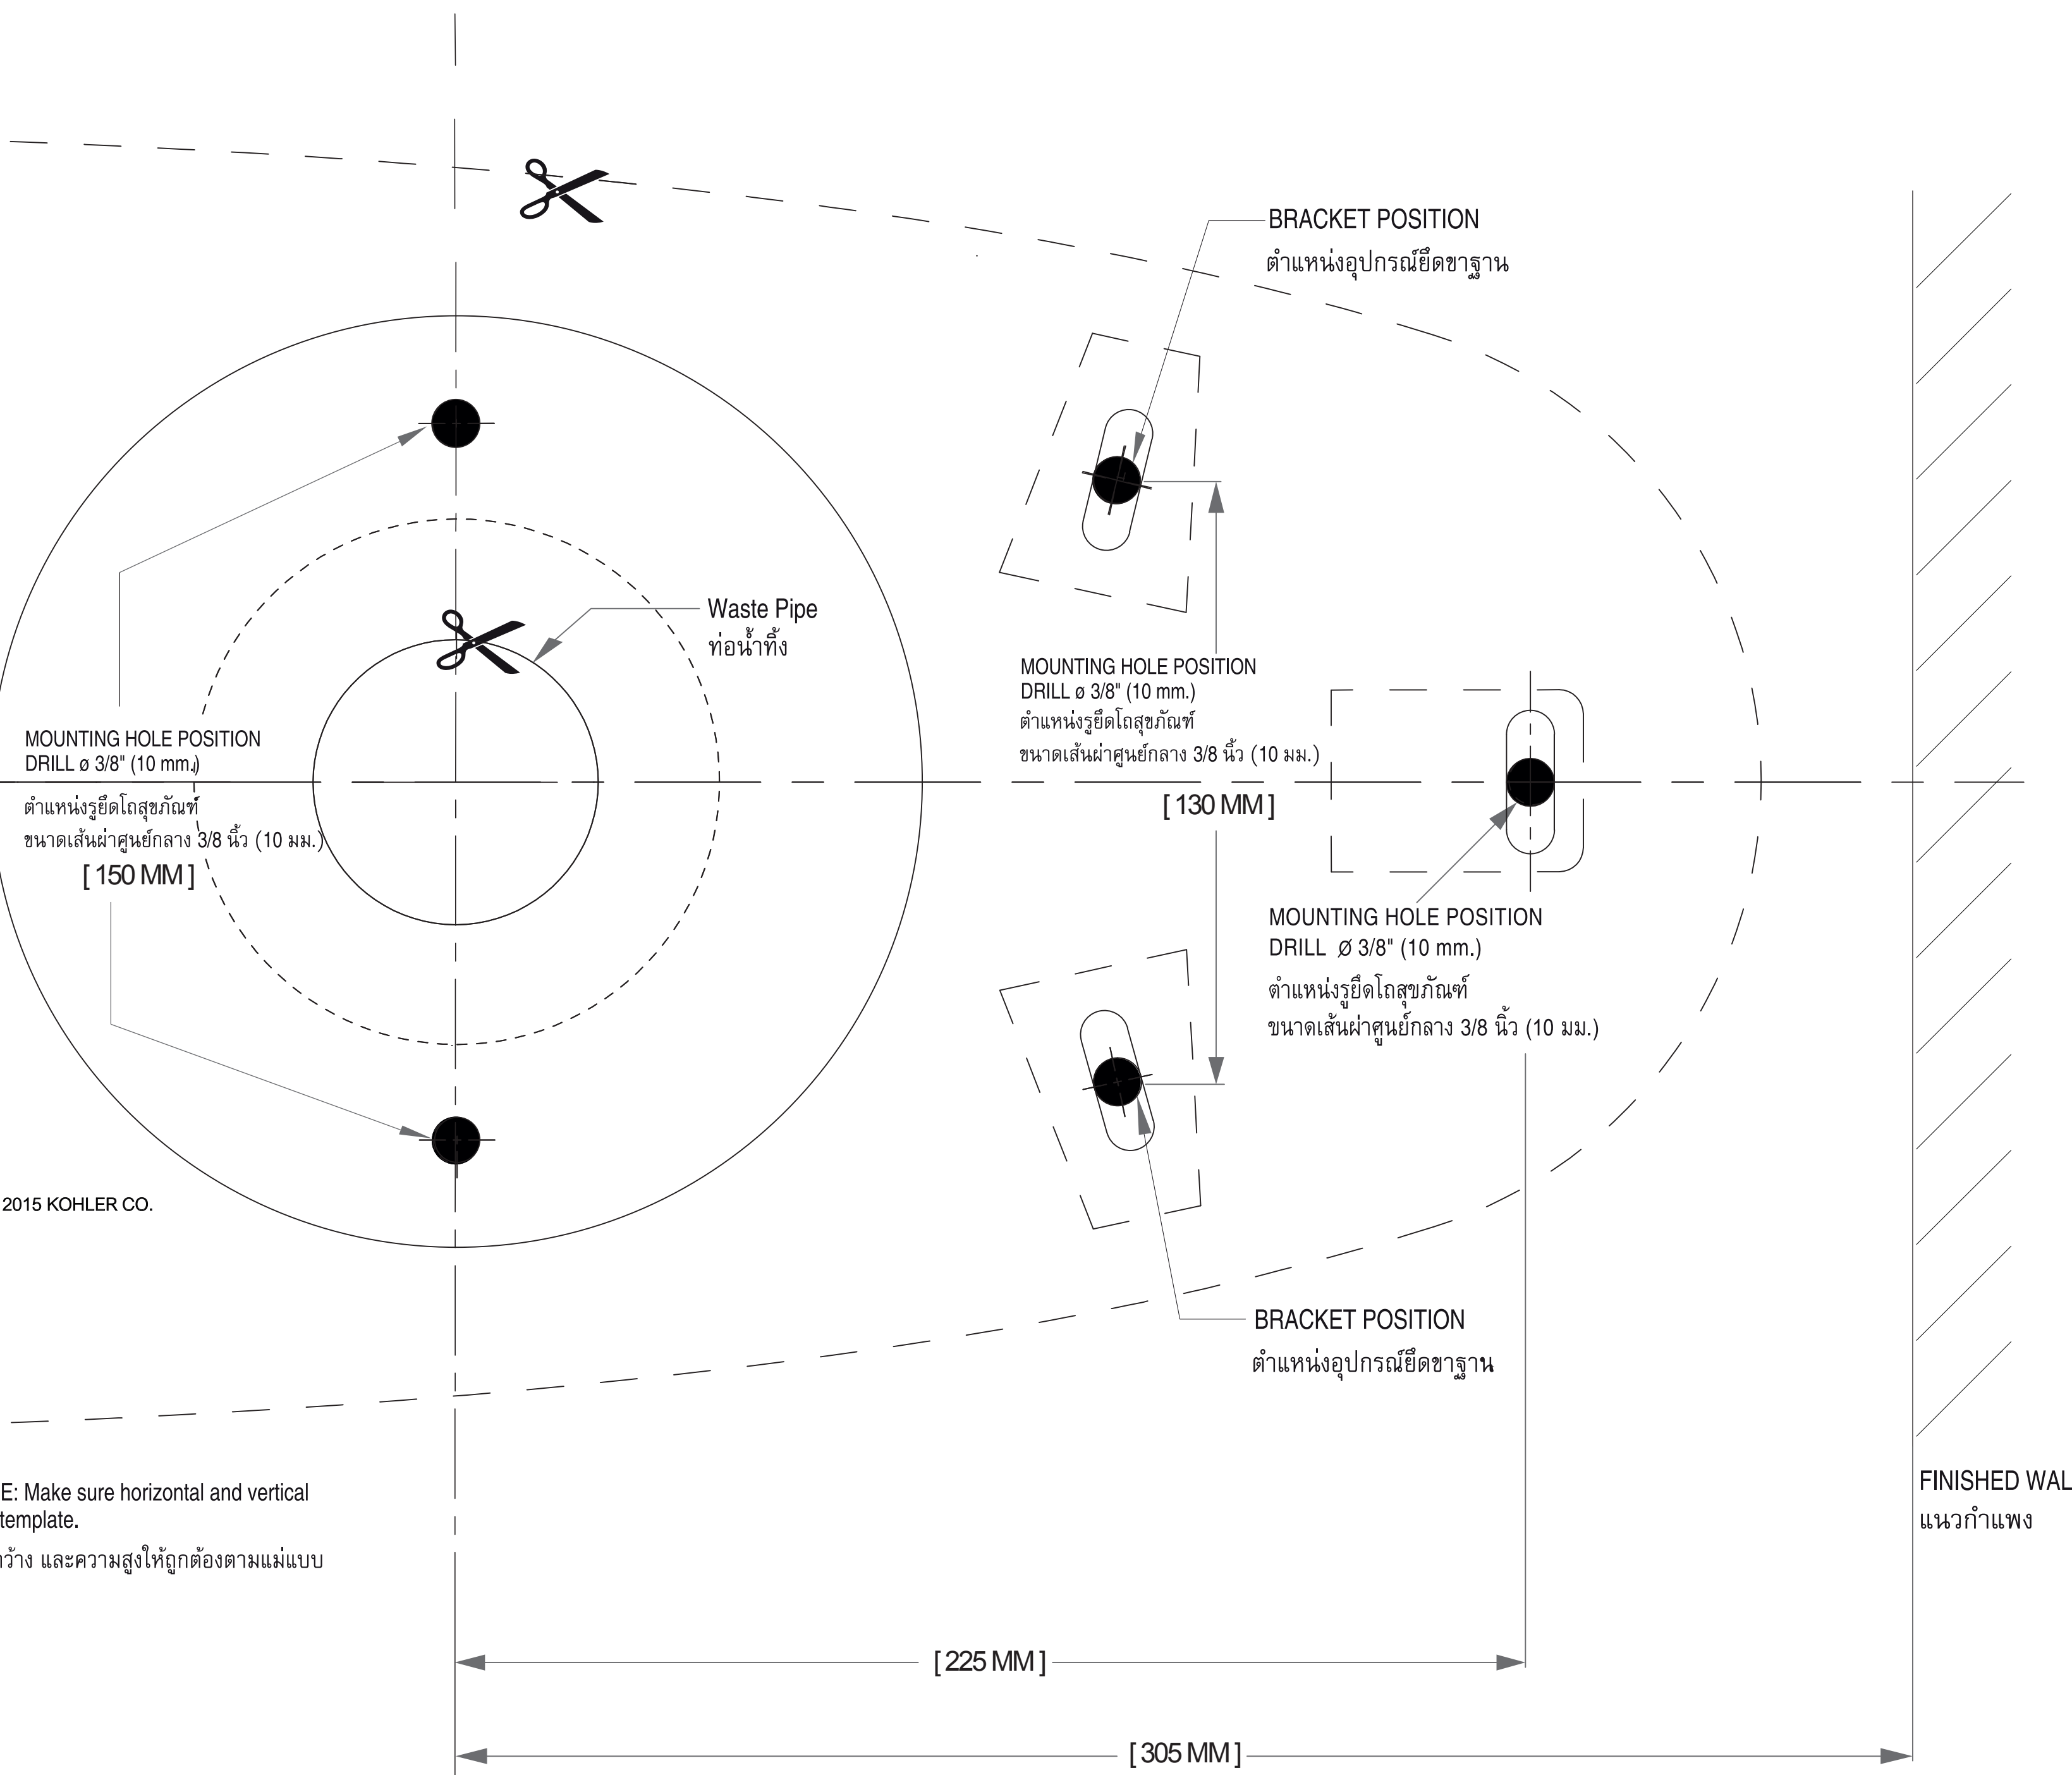 BRACKET POSITION
ตำแหน่งอุปกรณ์ยึดขาฐาน
Waste Pipe
ท่อน้ำทิ้ง
MOUNTING HOLE POSITION
DRILL ø 3/8" (10 mm.)
ตำแหน่งรูยึดโถสุขภัณฑ์
ขนาดเส้นผ่าศูนย์กลาง 3/8 นิ้ว (10 มม.)
[ 130 MM ]
MOUNTING HOLE POSITION
DRILL ø 3/8" (10 mm.)
ตำแหน่งรูยึดโถสุขภัณฑ์
ขนาดเส้นผ่าศูนย์กลาง 3/8 นิ้ว (10 มม.)
[ 150 MM ]
MOUNTING HOLE POSITION
DRILL Ø 3/8" (10 mm.)
ตำแหน่งรูยึดโถสุขภัณฑ์
ขนาดเส้นผ่าศูนย์กลาง 3/8 นิ้ว (10 มม.)
2015 KOHLER CO.
BRACKET POSITION
ตำแหน่งอุปกรณ์ยึดขาฐาน
E: Make sure horizontal and vertical
template.
และความสูงให้ถูกต้องตามแม่แบบ
FINISHED WAL
แนวกำแพง
[ 225 MM ]
[ 305 MM ]